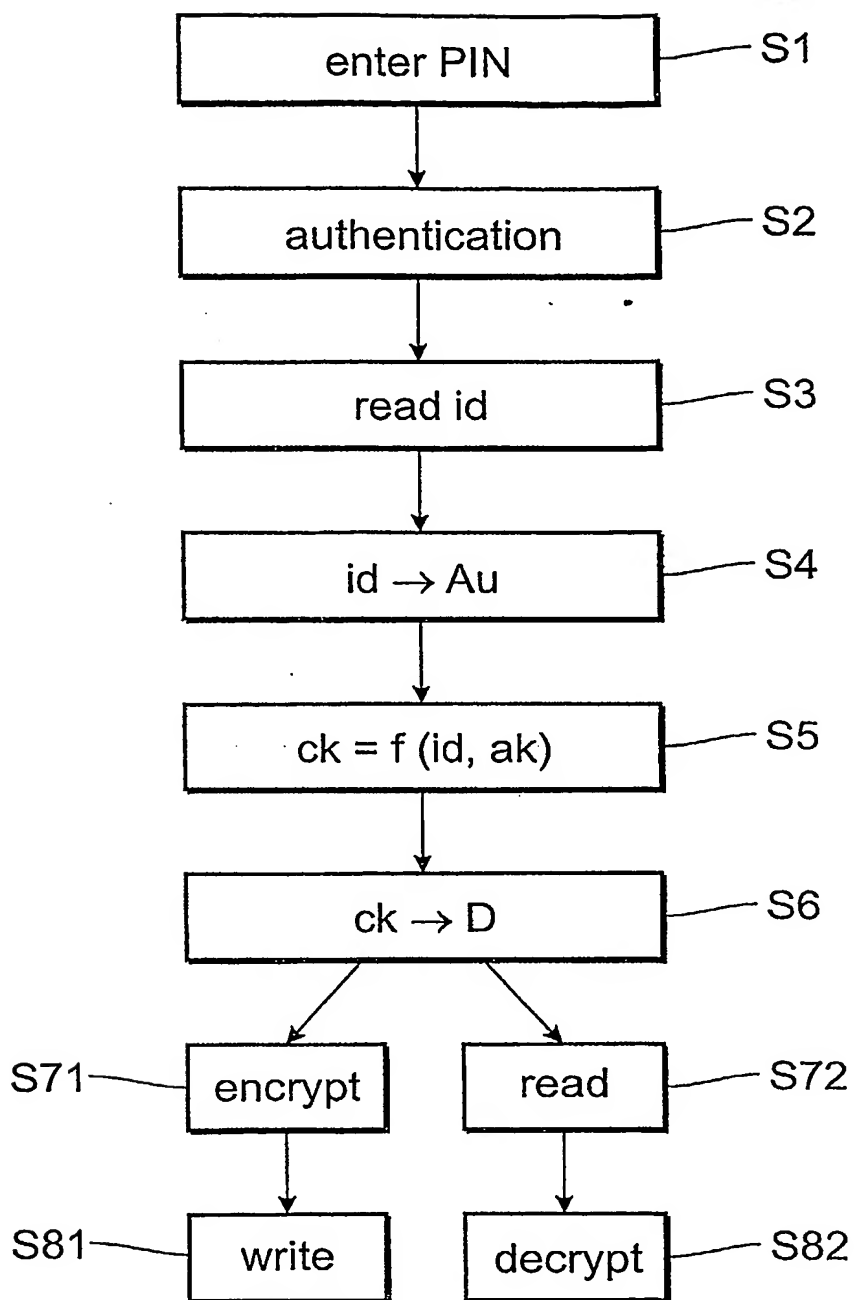 enter PIN S1
authentication S2
read id S3
id → Au S4
ck = f (id, ak) S5
ck → D S6
S71 encrypt read S72
S81 write decrypt S82